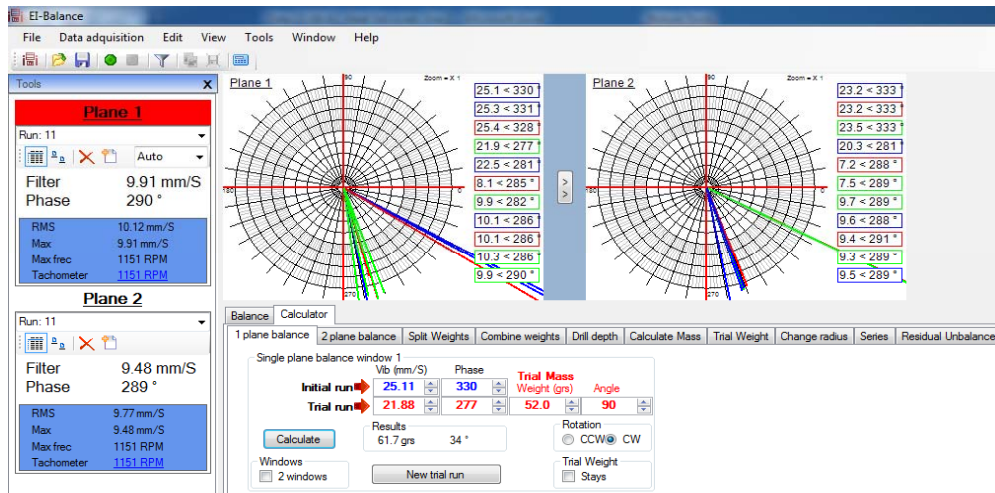 EI-Balance
File Data adquisition Edit View Tools Window Help
Tools X
Plane 1
Run: 11
Auto
Filter 9.91 mm/S
Phase 290 °
RMS 10.12 mm/S
Max 9.91 mm/S
Max frec 1151 RPM
Tachometer 1151 RPM
Plane 2
Run: 11
Filter 9.48 mm/S
Phase 289 °
RMS 9.77 mm/S
Max 9.48 mm/S
Max frec 1151 RPM
Tachometer 1151 RPM
Plane 1
90
Zoom = X 1
180
0
270
25.1 < 330 °
25.3 < 331 °
25.4 < 328 °
21.9 < 277 °
22.5 < 281 °
8.1 < 285 °
9.9 < 282 °
10.1 < 286 °
10.1 < 286 °
10.3 < 286 °
9.9 < 290 °
>
>
Plane 2
90
Zoom = X 1
180
0
270
23.2 < 333 °
23.2 < 333 °
23.5 < 333 °
20.3 < 281 °
7.2 < 288 °
7.5 < 289 °
9.7 < 289 °
9.6 < 288 °
9.4 < 291 °
9.3 < 289 °
9.5 < 289 °
Balance Calculator
1 plane balance 2 plane balance Split Weights Combine weights Drill depth Calculate Mass Trial Weight Change radius Series Residual Unbalance
Single plane balance window 1
Vib (mm/S) Phase Trial Mass
Weight (grs) Angle
Initial run 25.11 330
Trial run 21.88 277 52.0 90
Calculate
Results
61.7 grs 34 °
Rotation
CCW CW
Windows
2 windows
New trial run
Trial Weight
Stays